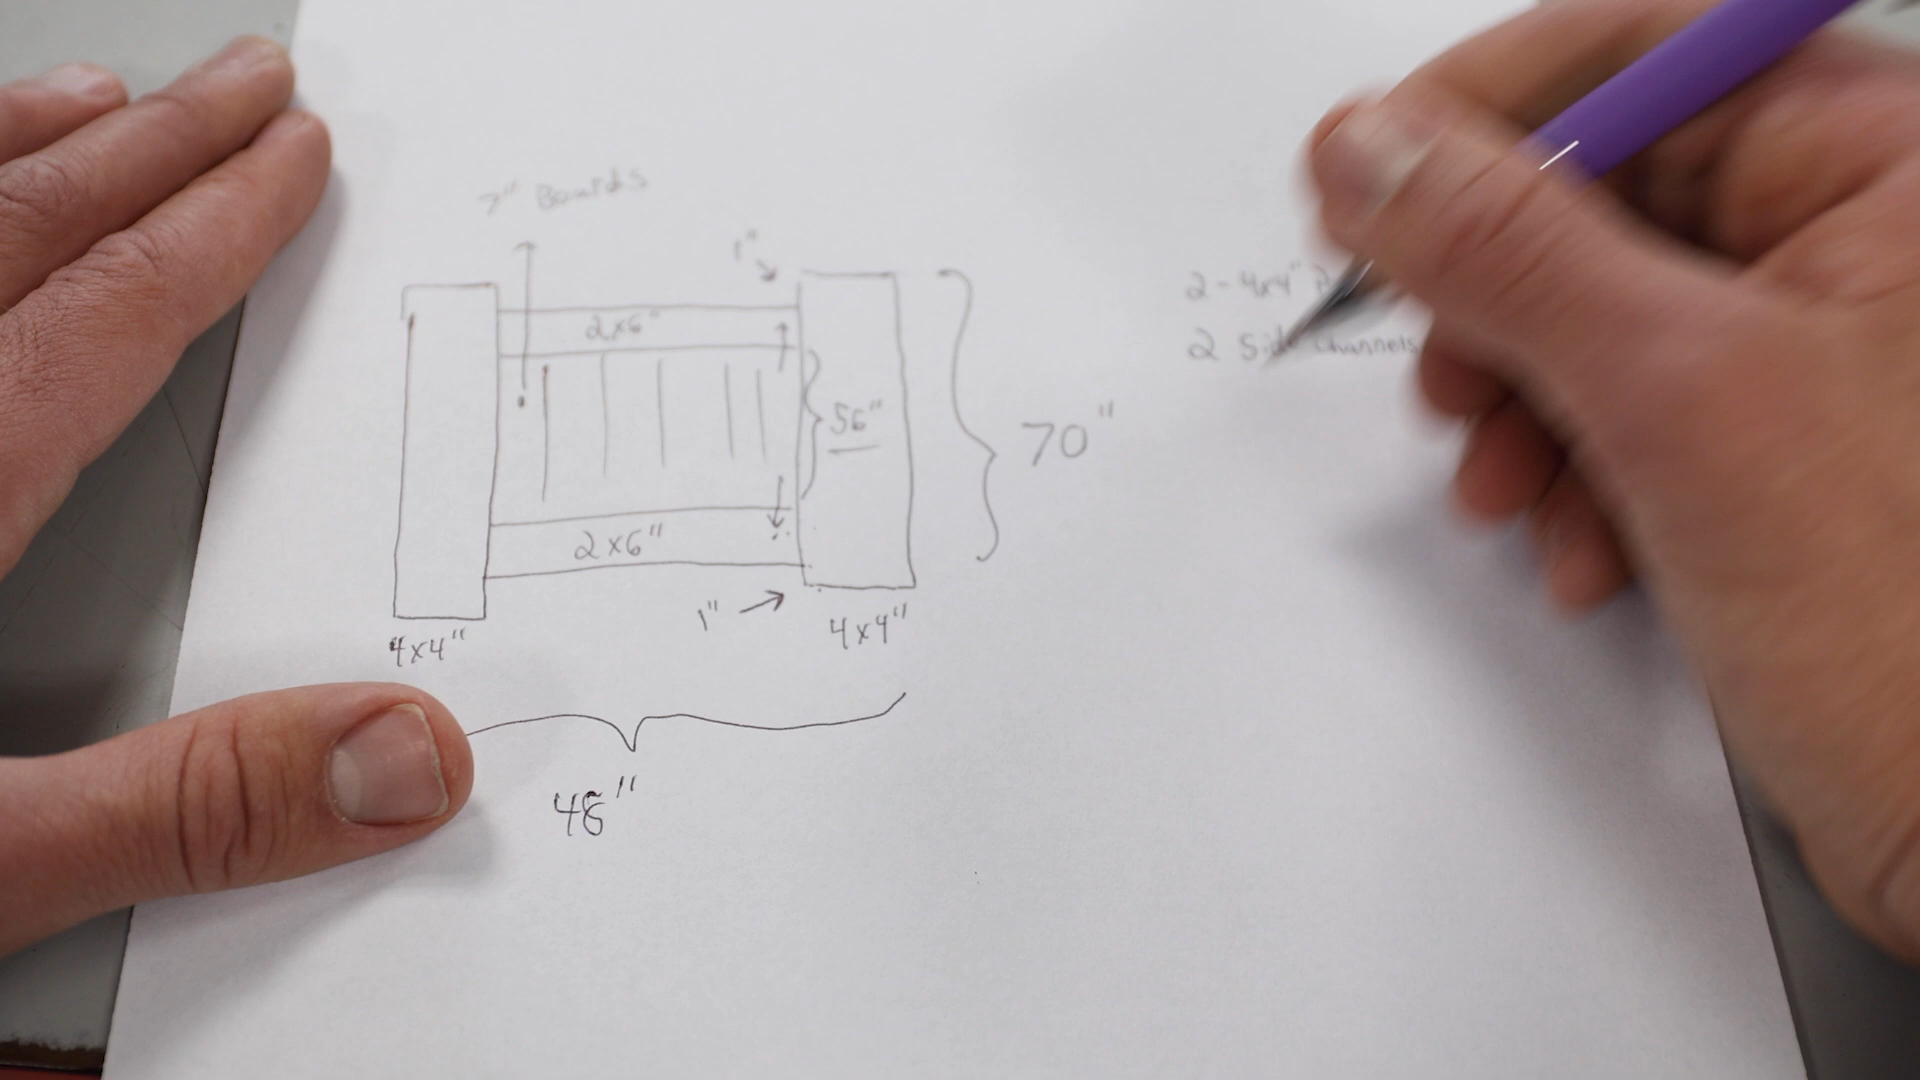 7" Boards
1"
2x6"
56"
70"
2x6"
1"
4x4"
4x4"
48"
2 - 4x4"
2 Side Channels